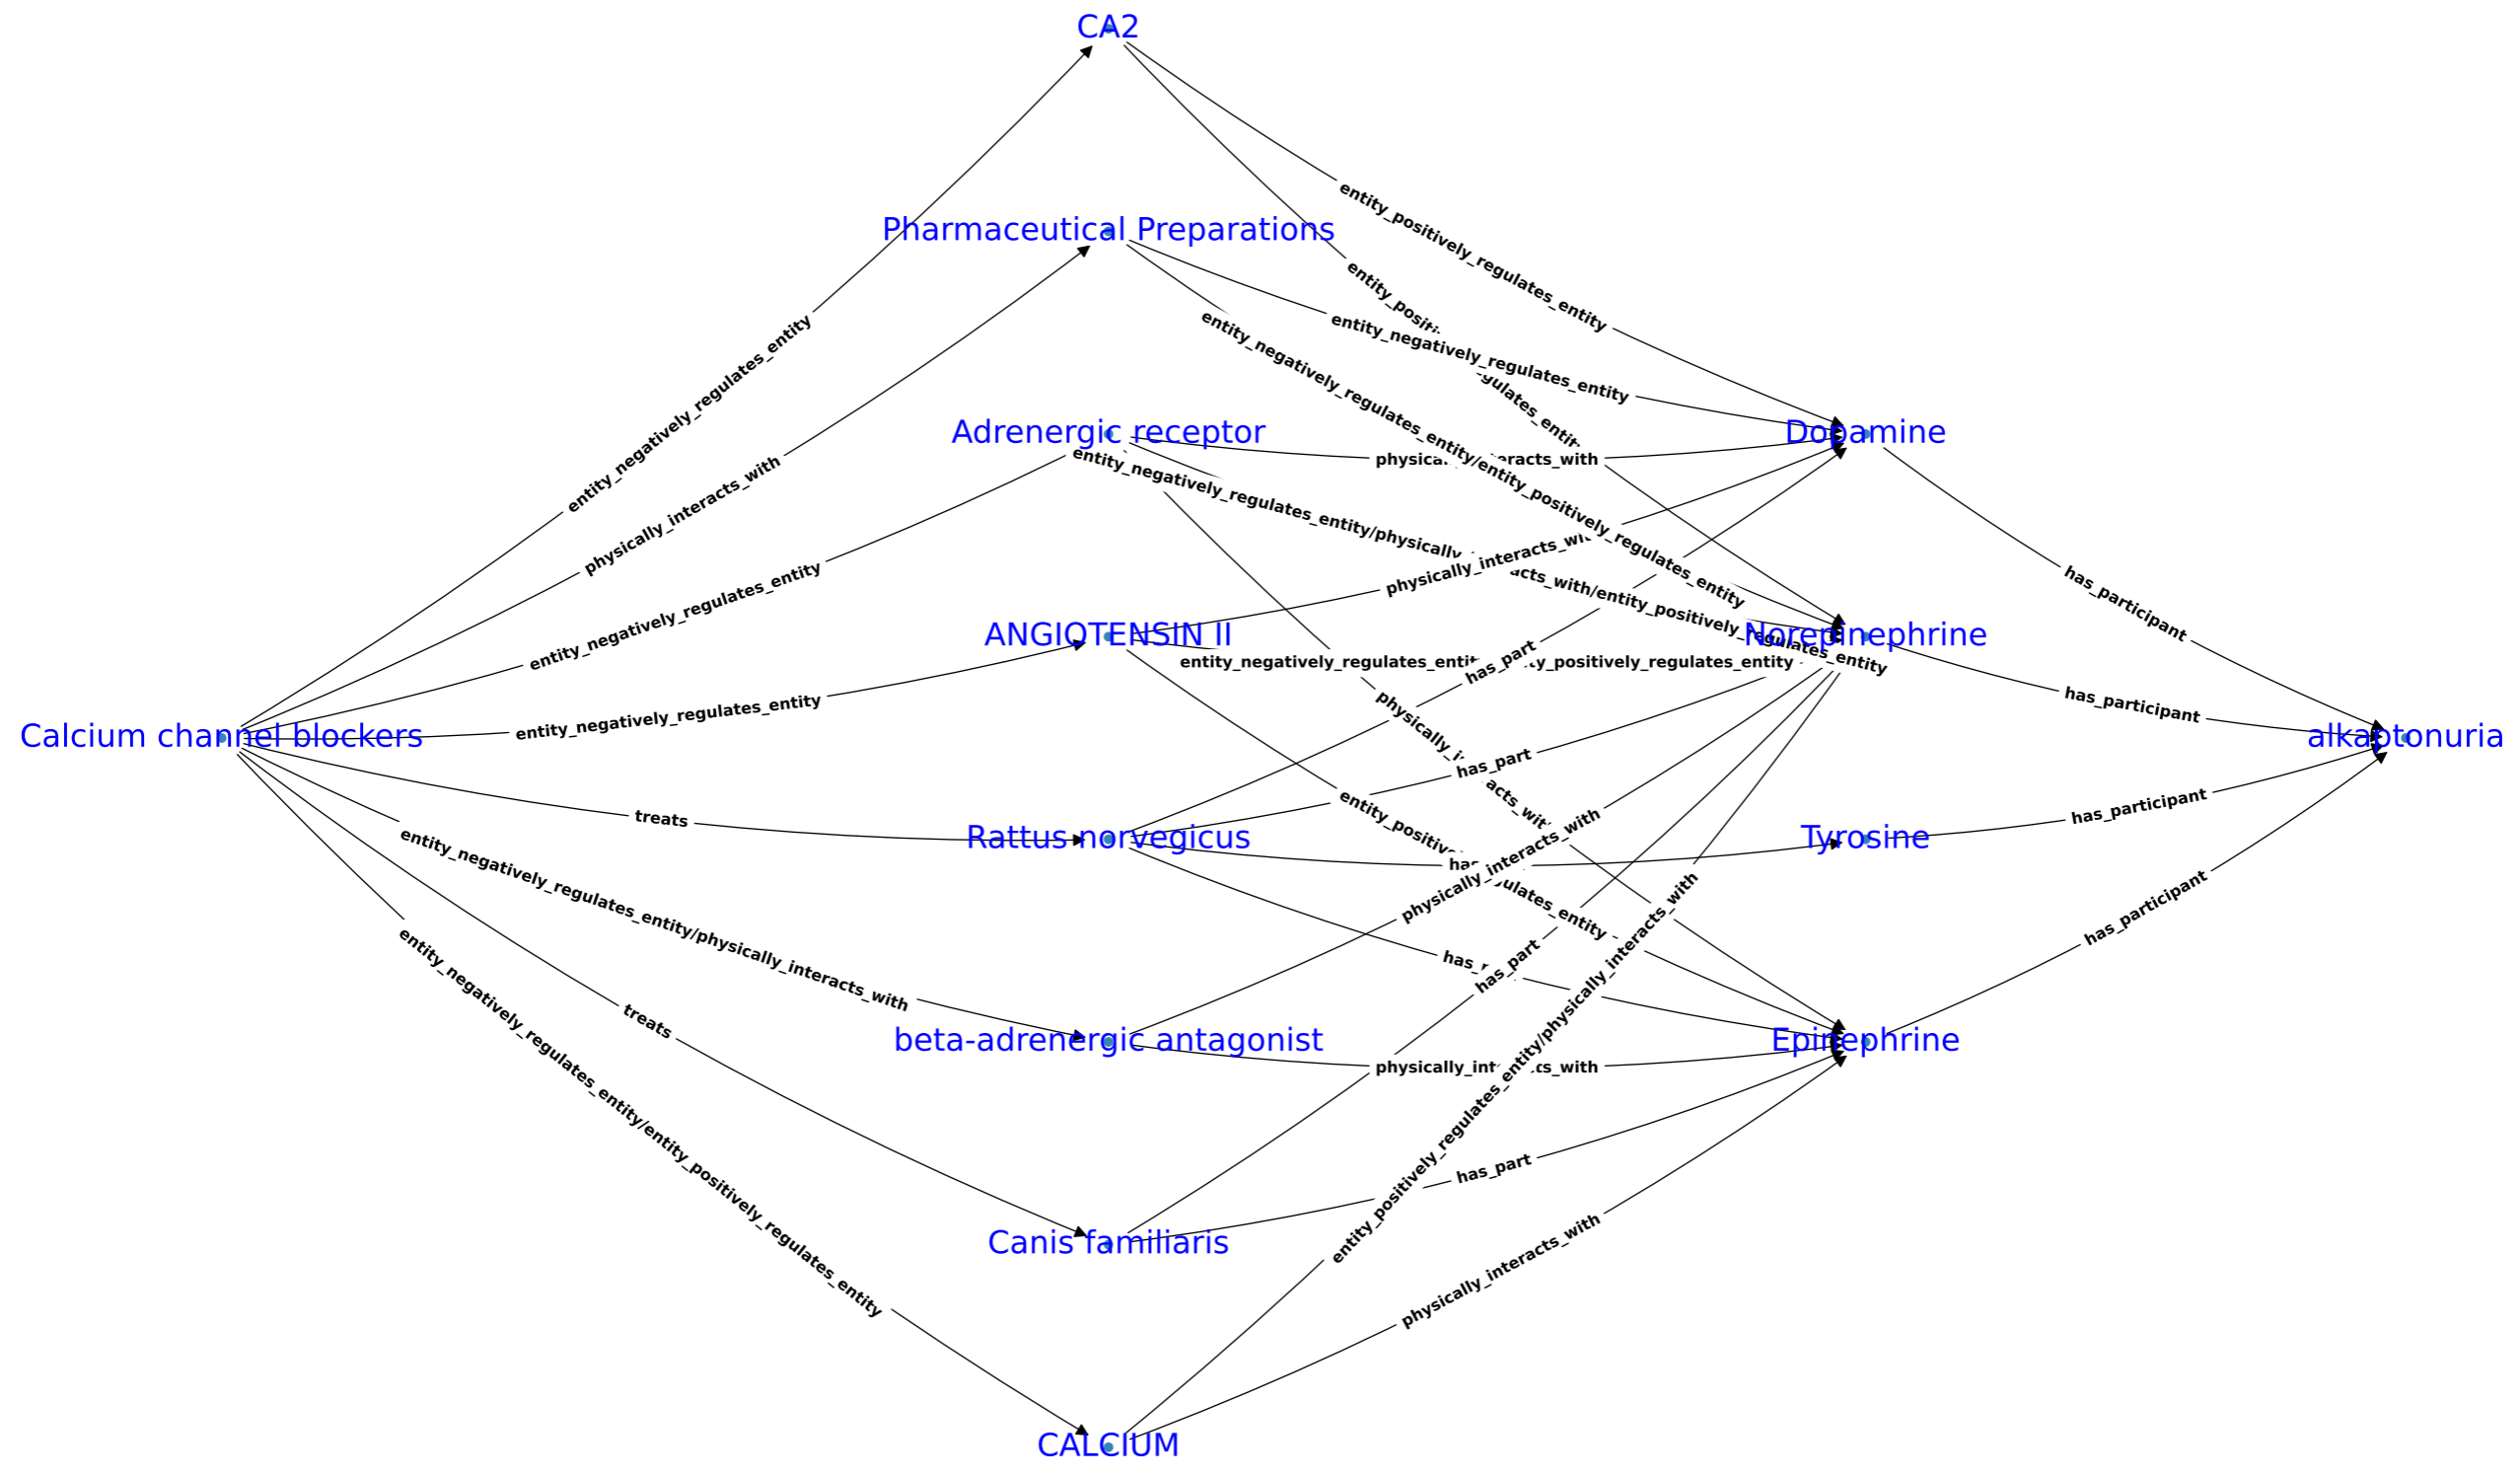 CA2
Pharmaceutical Preparations
Adrenergic receptor
ANGIOTENSIN II
Calcium channel blockers
Rattus norvegicus
beta-adrenergic antagonist
Canis familiaris
CALCIUM
Dopamine
Norepinephrine
Tyrosine
Epinephrine
alkaptonuria
entity_negatively_regulates_entity
physically_interacts_with
entity_negatively_regulates_entity
entity_negatively_regulates_entity
treats
entity_negatively_regulates_entity/physically_interacts_with
treats
entity_negatively_regulates_entity/entity_positively_regulates_entity
entity_positively_regulates_entity
entity_negatively_regulates_entity
entity_negatively_regulates_entity/entity_positively_regulates_entity
physically_interacts_with
has_part
has_part
physically_interacts_with
has_part
has_part
entity_positively_regulates_entity/physically_interacts_with
physically_interacts_with
has_participant
has_participant
has_participant
has_participant